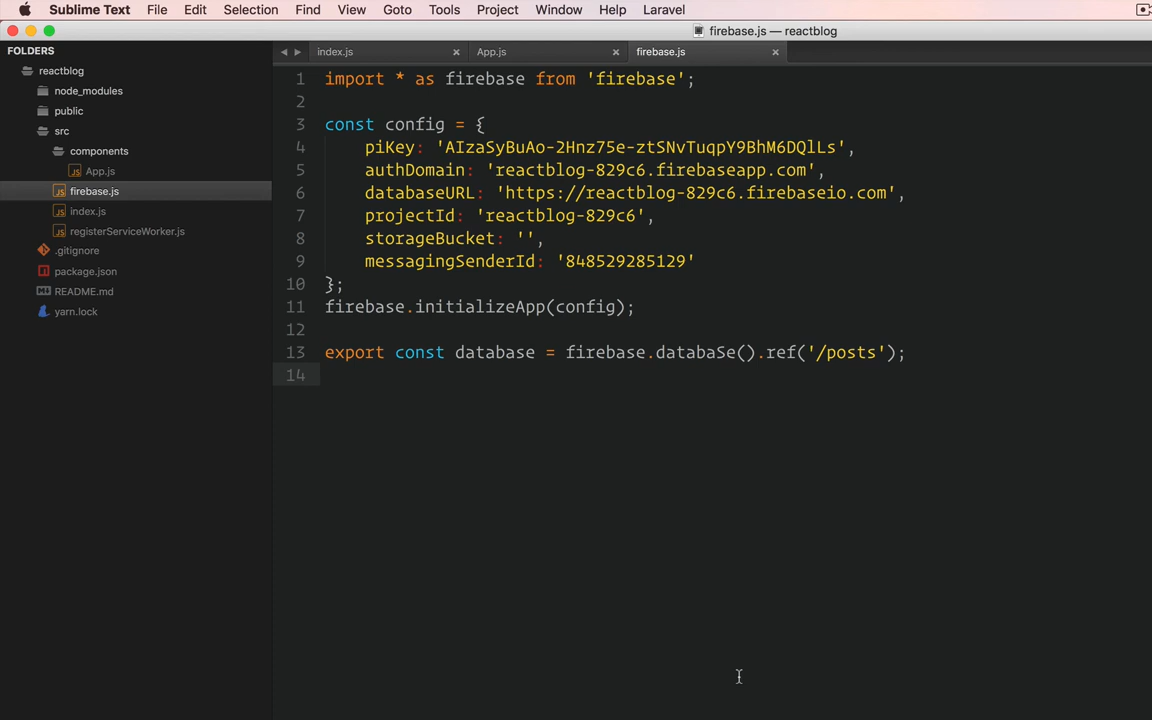 Sublime Text File Edit Selection Find View Goto Tools Project Window Help Laravel
firebase.js — reactblog
FOLDERS
reactblog
node_modules
public
src
components
App.js
firebase.js
index.js
registerServiceWorker.js
.gitignore
package.json
README.md
yarn.lock
index.js App.js firebase.js
1 import * as firebase from 'firebase';
2
3 const config = {
4 piKey: 'AIzaSyBuAo-2Hnz75e-ztSNvTuqpY9BhM6DQlLs',
5 authDomain: 'reactblog-829c6.firebaseapp.com',
6 databaseURL: 'https://reactblog-829c6.firebaseio.com',
7 projectId: 'reactblog-829c6',
8 storageBucket: '',
9 messagingSenderId: '848529285129'
10 };
11 firebase.initializeApp(config);
12
13 export const database = firebase.databaSe().ref('/posts');
14